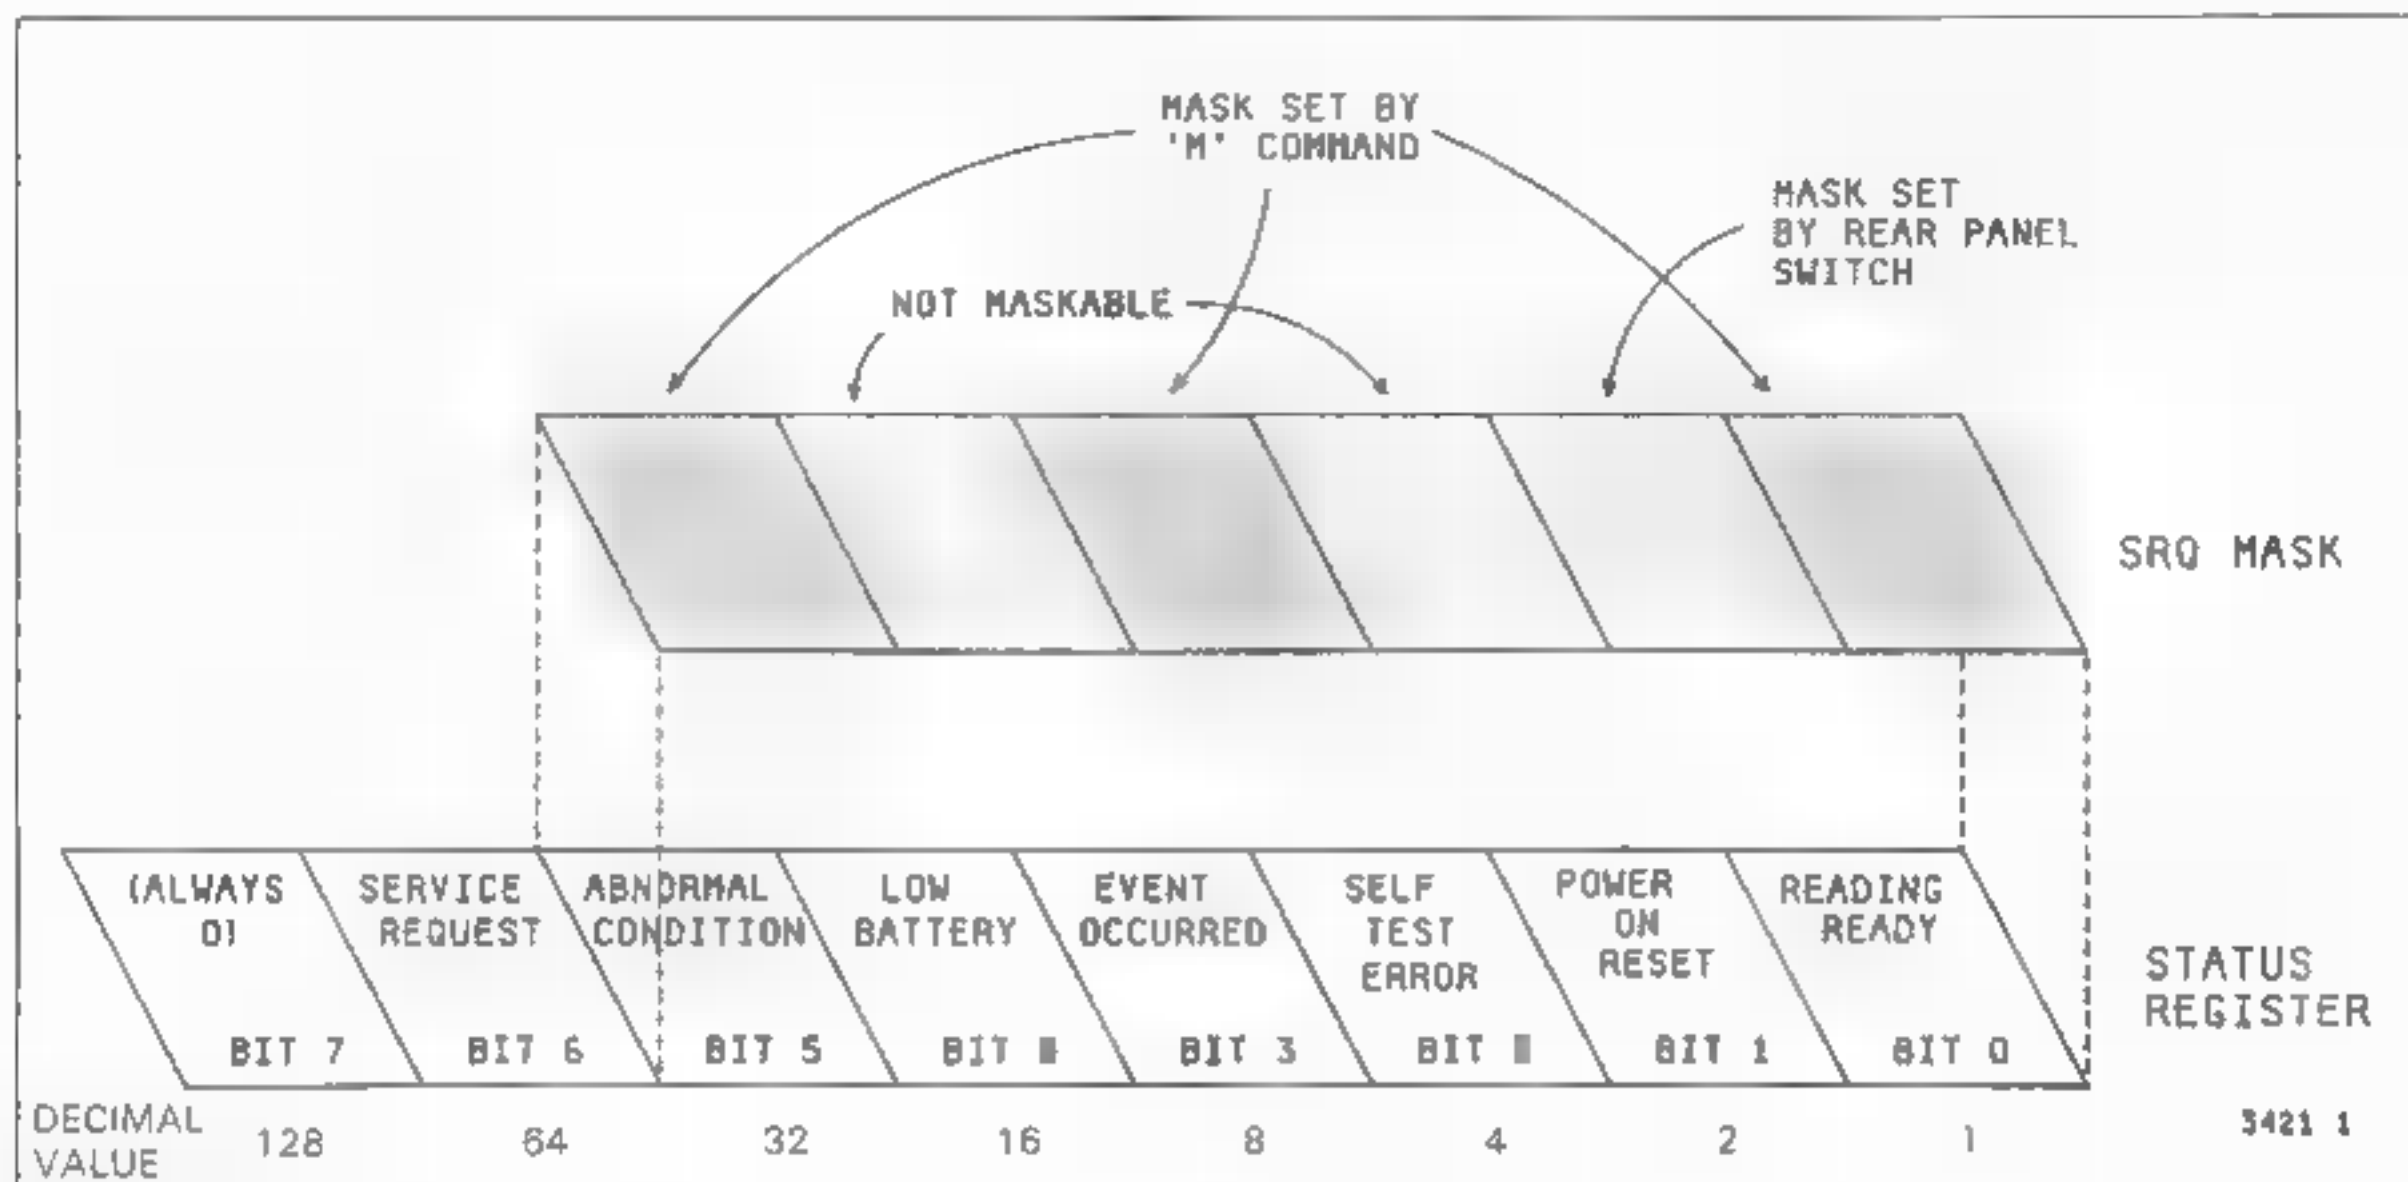 MASK SET BY
'M' COMMAND
MASK SET
BY REAR PANEL
SWITCH
NOT MASKABLE
SRQ MASK
(ALWAYS
0)
SERVICE
REQUEST
ABNORMAL
CONDITION
LOW
BATTERY
EVENT
OCCURRED
SELF
TEST
ERROR
POWER
ON
RESET
READING
READY
STATUS
REGISTER
BIT 7
BIT 6
BIT 5
BIT
BIT 3
BIT
BIT 1
BIT 0
DECIMAL
VALUE
128
64
32
16
8
4
2
1
3421 1